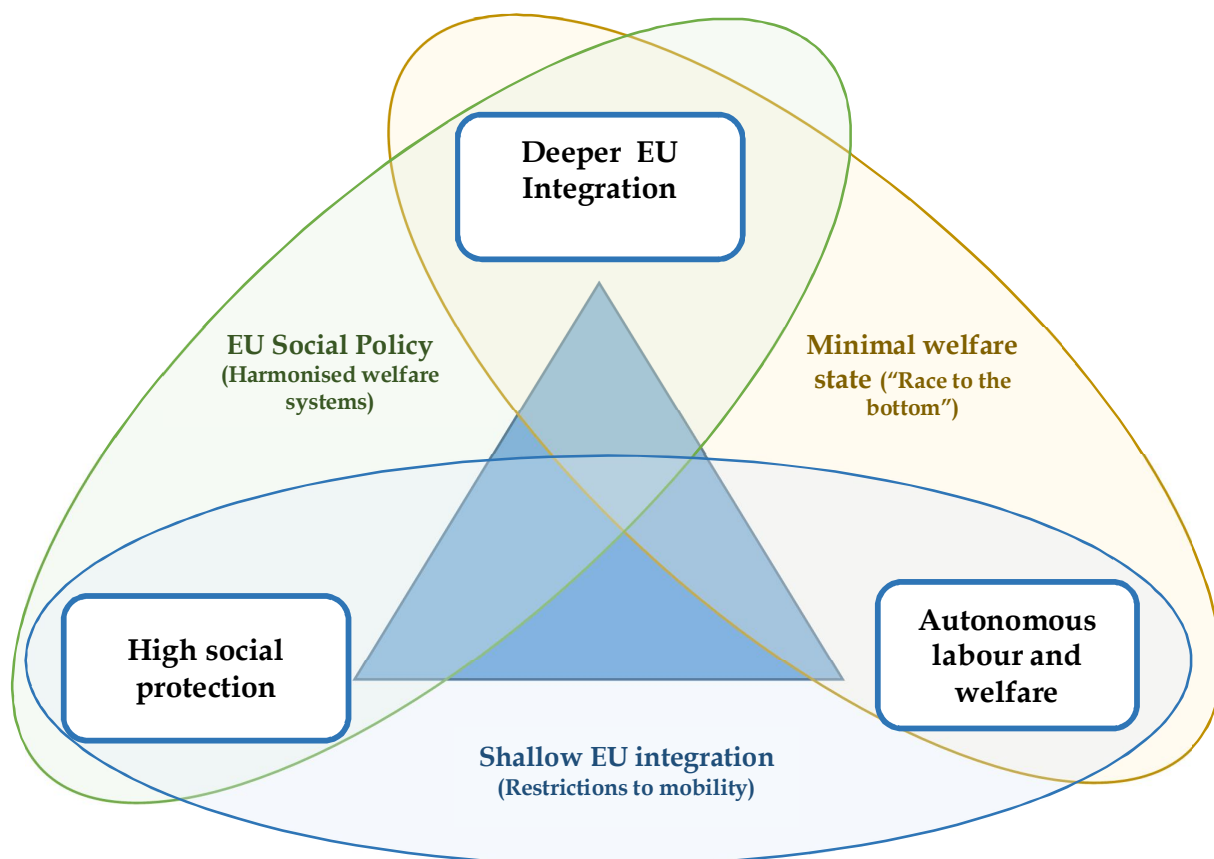 Deeper EU
Integration
EU Social Policy
(Harmonised welfare
systems)
Minimal welfare
state (“Race to the
bottom”)
High social
protection
Autonomous
labour and
welfare
Shallow EU integration
(Restrictions to mobility)